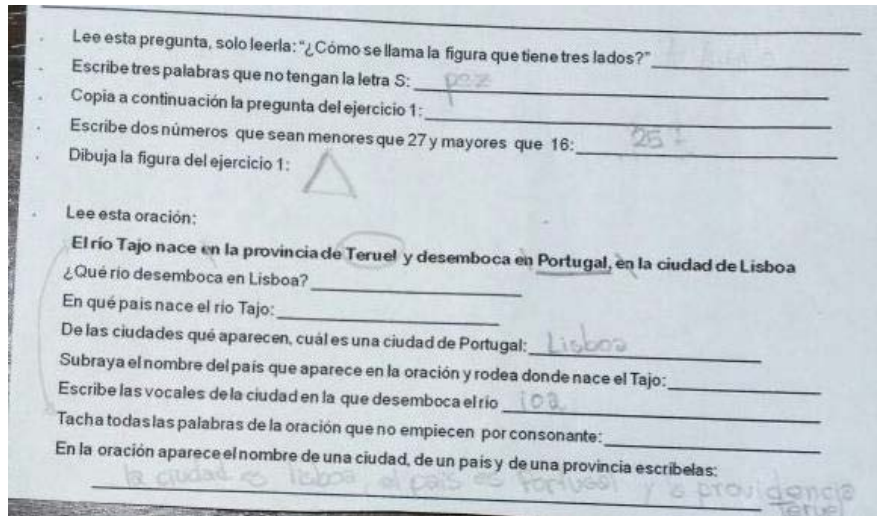 Lee esta pregunta, solo leerla: "¿Cómo se llama la figura que tiene tres lados?"
Escribe tres palabras que no tengan la letra S: pez
Copia a continuación la pregunta del ejercicio 1:
Escribe dos números que sean menores que 27 y mayores que 16: 25
Dibuja la figura del ejercicio 1:
Lee esta oración:
El río Tajo nace en la provincia de Teruel y desemboca en Portugal, en la ciudad de Lisboa
¿Qué río desemboca en Lisboa?
En qué país nace el río Tajo:
De las ciudades qué aparecen, cuál es una ciudad de Portugal: Lisboa
Subraya el nombre del país que aparece en la oración y rodea donde nace el Tajo:
Escribe las vocales de la ciudad en la que desemboca el río ioa
Tacha todas las palabras de la oración que no empiecen por consonante:
En la oración aparece el nombre de una ciudad, de un país y de una provincia escribelas:
la ciudad es lisboa, el país es Portugal y a providencia
Teruel